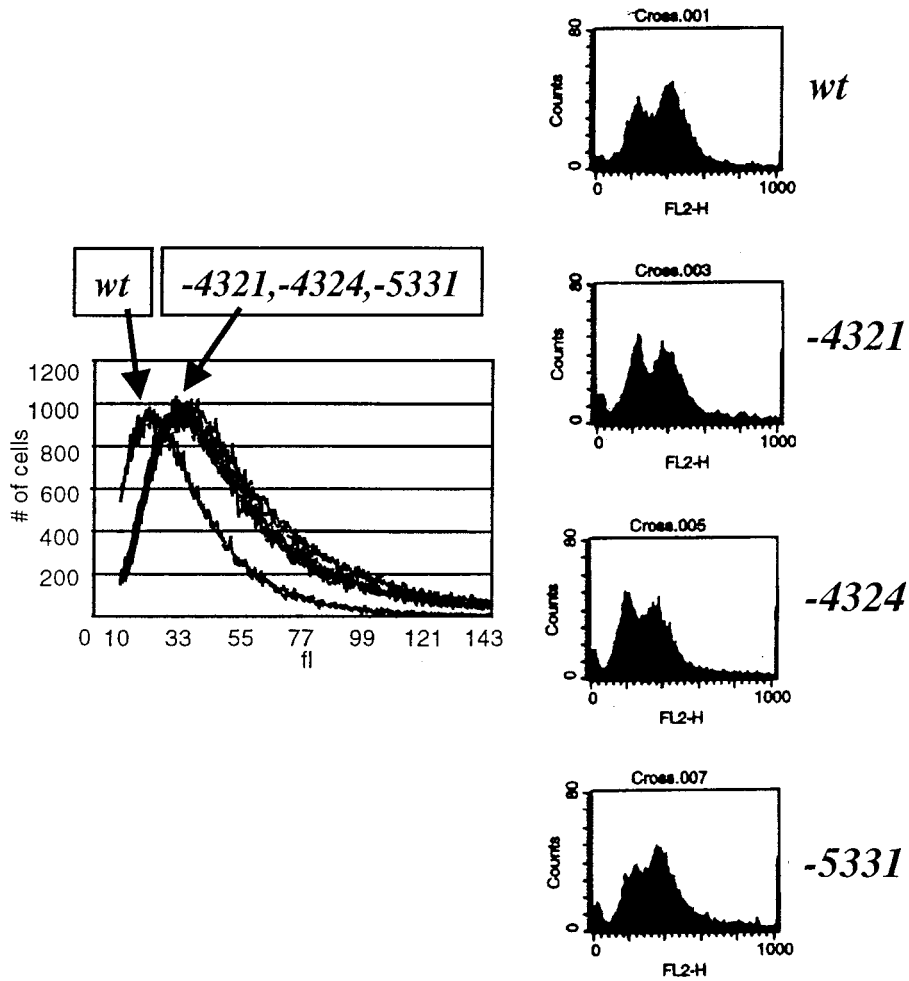 Cross.001
80
Counts
0
0 1000
FL2-H
wt
wt
-4321,-4324,-5331
1200
1000
800
600
400
200
# of cells
0 10 33 55 77 99 121 143
fl
Cross.003
80
Counts
0
0 1000
FL2-H
-4321
Cross.005
80
Counts
0
0 1000
FL2-H
-4324
Cross.007
80
Counts
0
0 1000
FL2-H
-5331